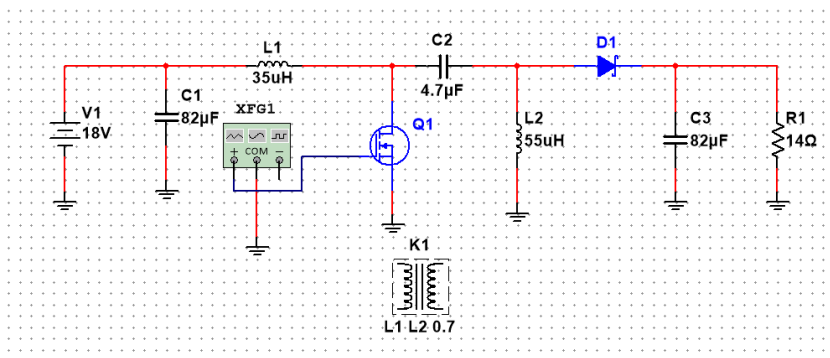 V1
18V
C1
82µF
L1
35uH
XFG1
+ COM −
Q1
C2
4.7µF
L2
55uH
D1
C3
82µF
R1
14Ω
K1
L1 L2 0.7